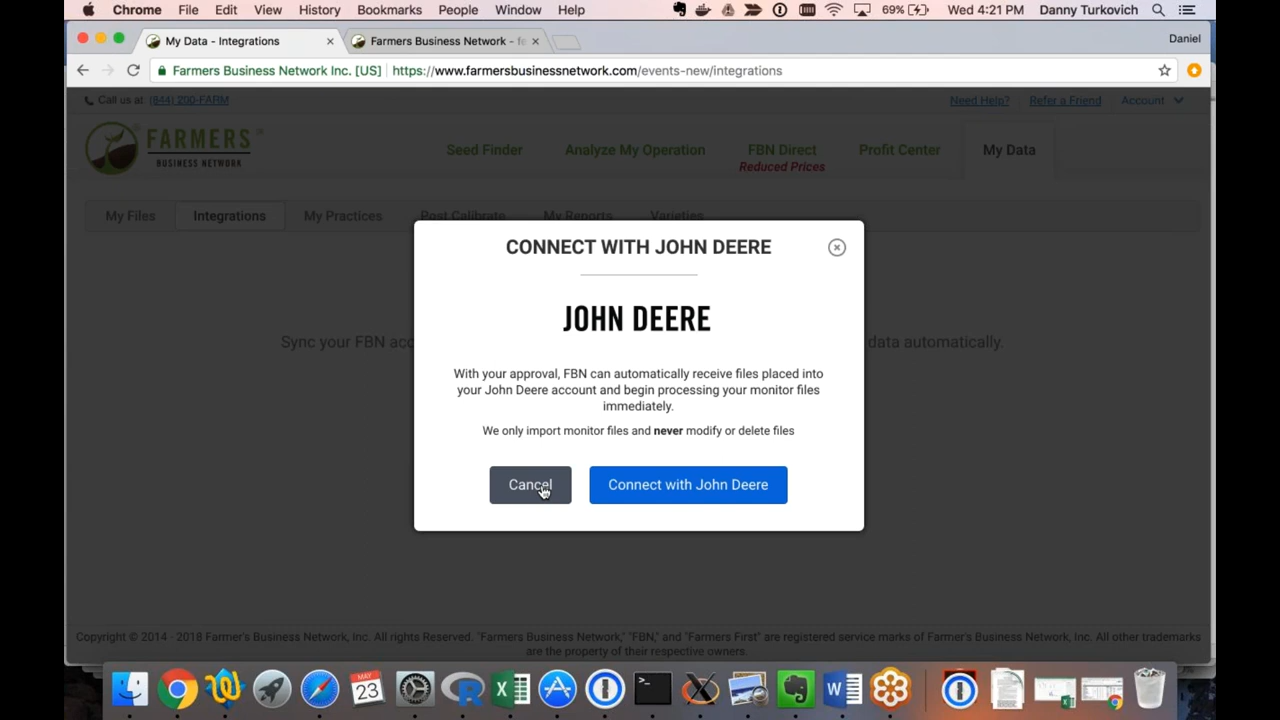 Chrome File Edit View History Bookmarks People Window Help 69% Wed 4:21 PM Danny Turkovich
My Data - Integrations Farmers Business Network - fe Daniel
Farmers Business Network Inc. [US] https://www.farmersbusinessnetwork.com/events-new/integrations
Call us at (844) 200-FARM Need Help? Refer a Friend Account
FARMERS
BUSINESS NETWORK
Seed Finder Analyze My Operation FBN Direct Profit Center My Data
Reduced Prices
My Files Integrations My Practices Post Calibrate My Reports Varieties
CONNECT WITH JOHN DEERE
JOHN DEERE
Sync your FBN acc data automatically.
With your approval, FBN can automatically receive files placed into
your John Deere account and begin processing your monitor files
immediately.
We only import monitor files and never modify or delete files
Cancel Connect with John Deere
Copyright © 2014 - 2018 Farmer's Business Network, Inc. All rights Reserved. "Farmers Business Network," "FBN," and "Farmers First" are registered service marks of Farmer's Business Network, Inc. All other trademarks
are the property of their respective owners.
MAY
23